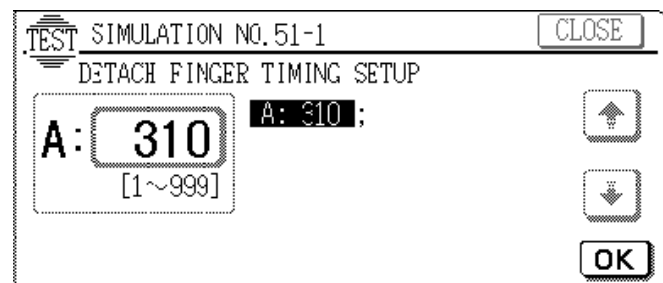 TEST SIMULATION NO.51-1 CLOSE
DETACH FINGER TIMING SETUP
A: 310 A: 310 ;
[1~999]
OK